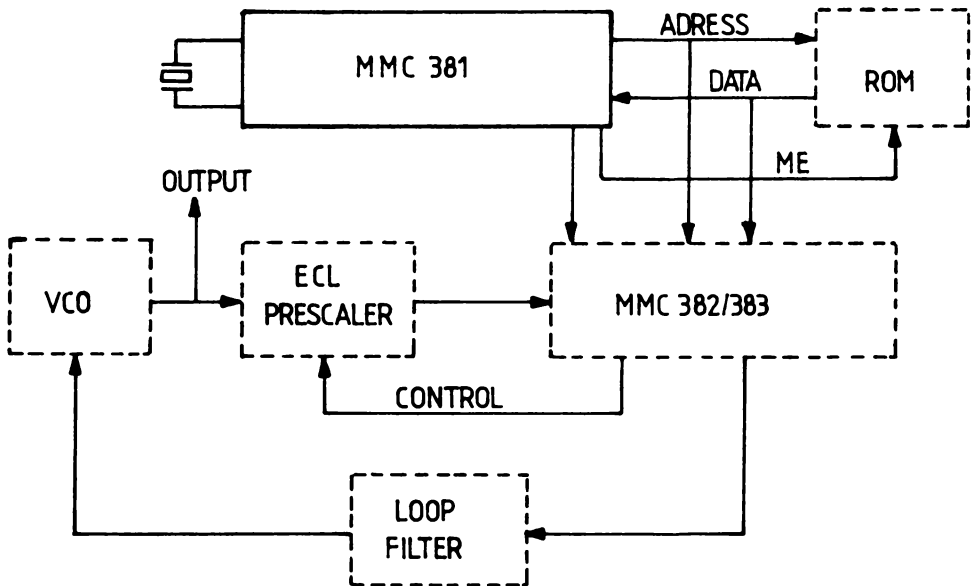 MMC 381
ADRESS
DATA
ROM
ME
OUTPUT
VCO
ECL
PRESCALER
MMC 382/383
CONTROL
LOOP
FILTER